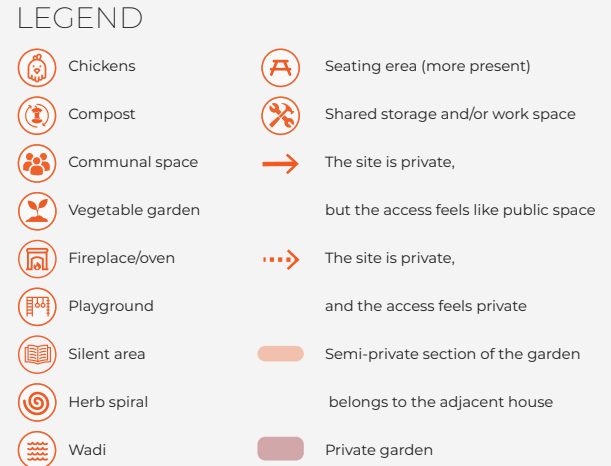 LEGEND
Chickens
Compost
Communal space
Vegetable garden
Fireplace/oven
Playground
Silent area
Herb spiral
Wadi
Seating erea (more present)
Shared storage and/or work space
The site is private,
but the access feels like public space
The site is private,
and the access feels private
Semi-private section of the garden
belongs to the adjacent house
Private garden